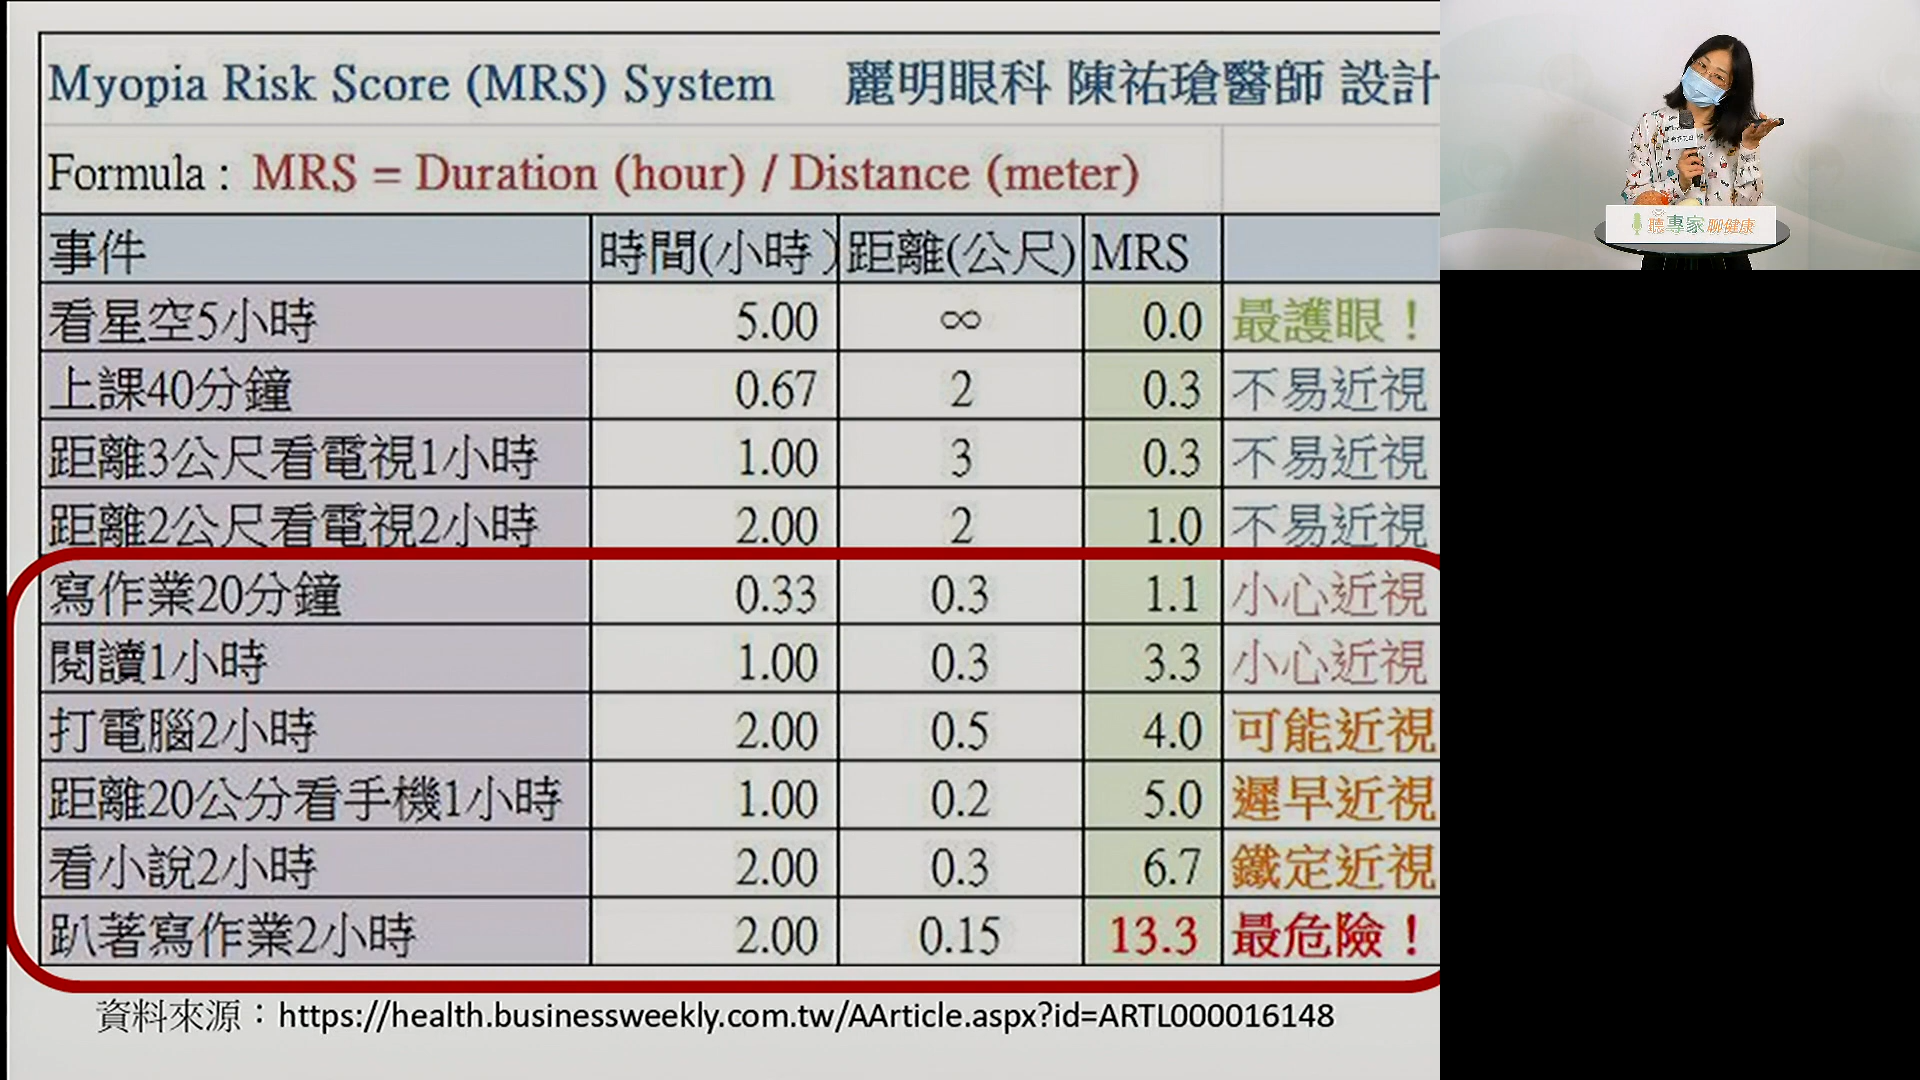 Myopia Risk Score (MRS) System 麗明眼科 陳祐瑲醫師 設計
Formula : MRS = Duration (hour) / Distance (meter)
事件 時間(小時) 距離(公尺) MRS
看星空5小時 5.00 ∞ 0.0 最護眼！
上課40分鐘 0.67 2 0.3 不易近視
距離3公尺看電視1小時 1.00 3 0.3 不易近視
距離2公尺看電視2小時 2.00 2 1.0 不易近視
寫作業20分鐘 0.33 0.3 1.1 小心近視
閱讀1小時 1.00 0.3 3.3 小心近視
打電腦2小時 2.00 0.5 4.0 可能近視
距離20公分看手機1小時 1.00 0.2 5.0 遲早近視
看小說2小時 2.00 0.3 6.7 鐵定近視
趴著寫作業2小時 2.00 0.15 13.3 最危險！
資料來源：https://health.businessweekly.com.tw/AArticle.aspx?id=ARTL000016148
聽專家聊健康